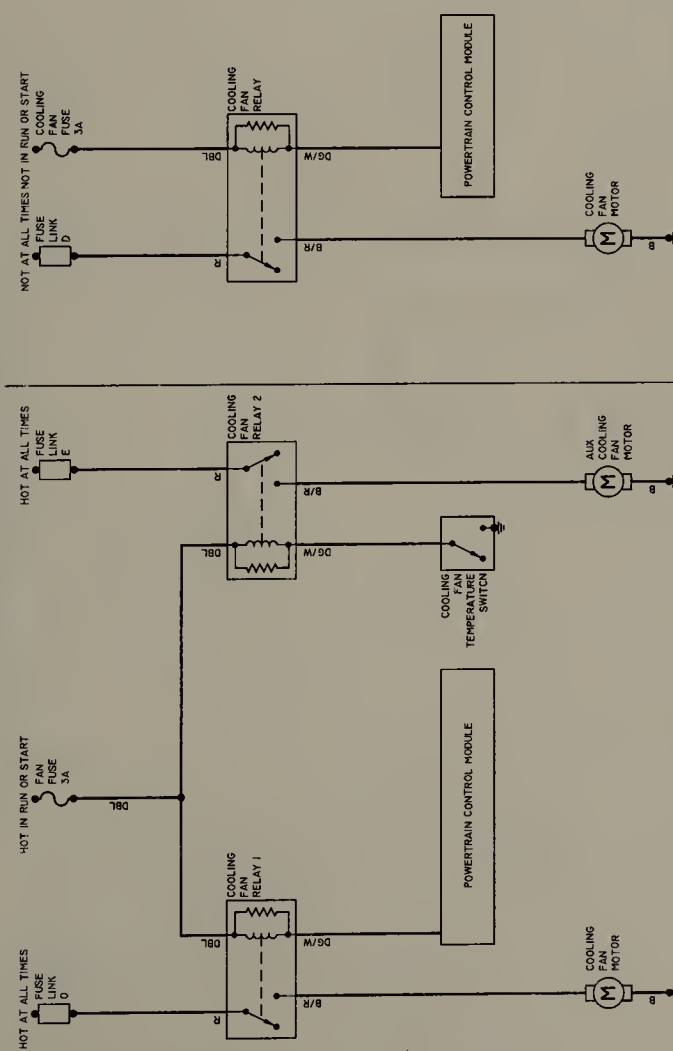 HOT AT ALL TIMES
FUSE
LINK
D
HOT IN RUN OR START
FAN
FUSE
3A
HOT AT ALL TIMES
FUSE
LINK
E
DBL
R
DBL
COOLING
FAN
RELAY 1
DBL
R
COOLING
FAN
RELAY 2
B/R
DG/W
DG/W
B/R
POWERTRAIN CONTROL MODULE
COOLING
FAN
TEMPERATURE
SWITCN
COOLING
FAN
MOTOR
M
B
AUX
COOLING
FAN
MOTOR
M
B
NOT AT ALL TIMES
FUSE
LINK
D
NOT IN RUN OR START
COOLING
FAN
FUSE
3A
R
DBL
COOLING
FAN
RELAY
B/R
DG/W
POWERTRAIN CONTROL MODULE
COOLING
FAN
MOTOR
M
B